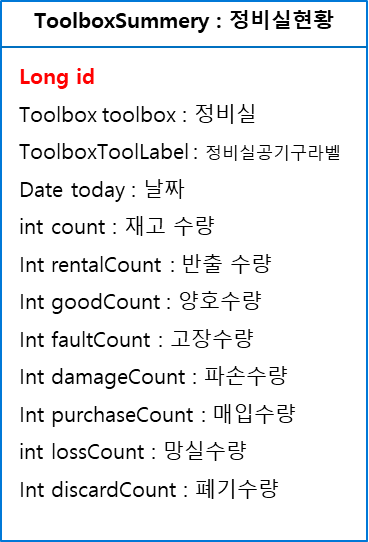 ToolboxSummery : 정비실현황
Long id
Toolbox toolbox : 정비실
ToolboxToolLabel : 정비실공기구라벨
Date today : 날짜
int count : 재고 수량
Int rentalCount : 반출 수량
Int goodCount : 양호수량
Int faultCount : 고장수량
Int damageCount : 파손수량
Int purchaseCount : 매입수량
int lossCount : 망실수량
Int discardCount : 폐기수량